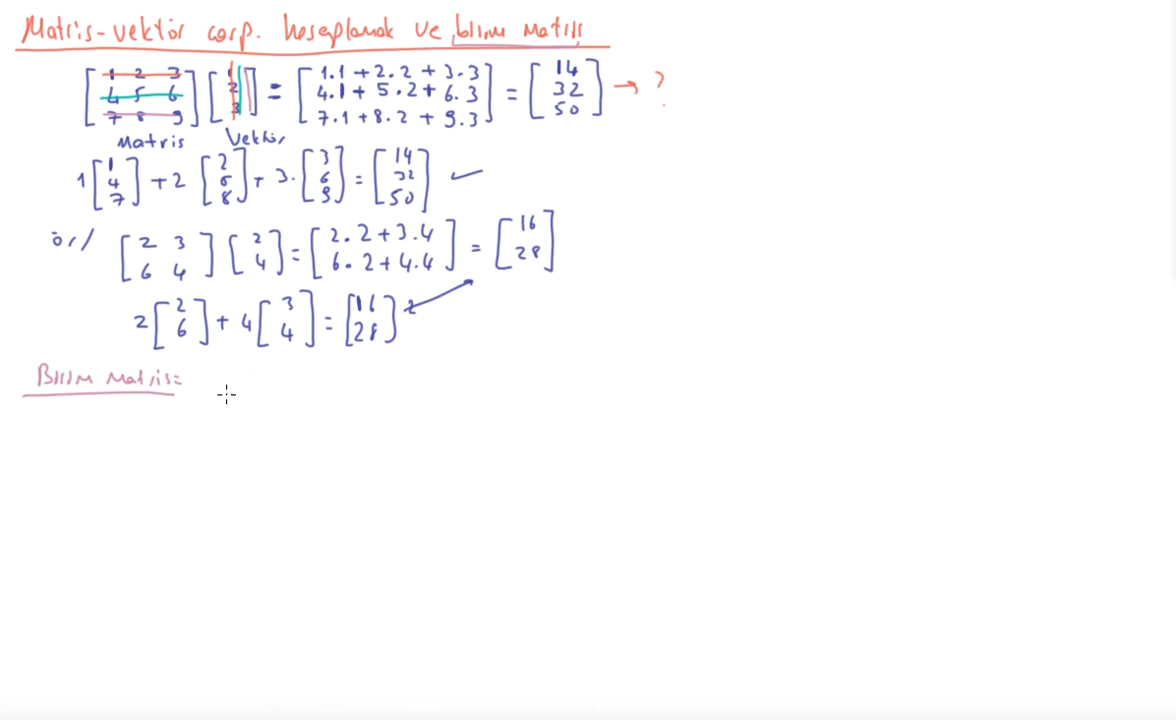 Matris-vektör carp. hesaplamak ve birim matris
[1 2 3; 4 5 6; 7 8 9] [1; 2; 3] = [1.1 + 2.2 + 3.3; 4.1 + 5.2 + 6.3; 7.1 + 8.2 + 9.3] = [14; 32; 50] → ?
Matris Vektör
1 [1; 4; 7] + 2 [2; 5; 8] + 3. [3; 6; 9] = [14; 32; 50] ✓
ör/ [2 3; 6 4] [2; 4] = [2.2 + 3.4; 6.2 + 4.4] = [16; 28]
2 [2; 6] + 4 [3; 4] = [16; 28]
Birim Matris=